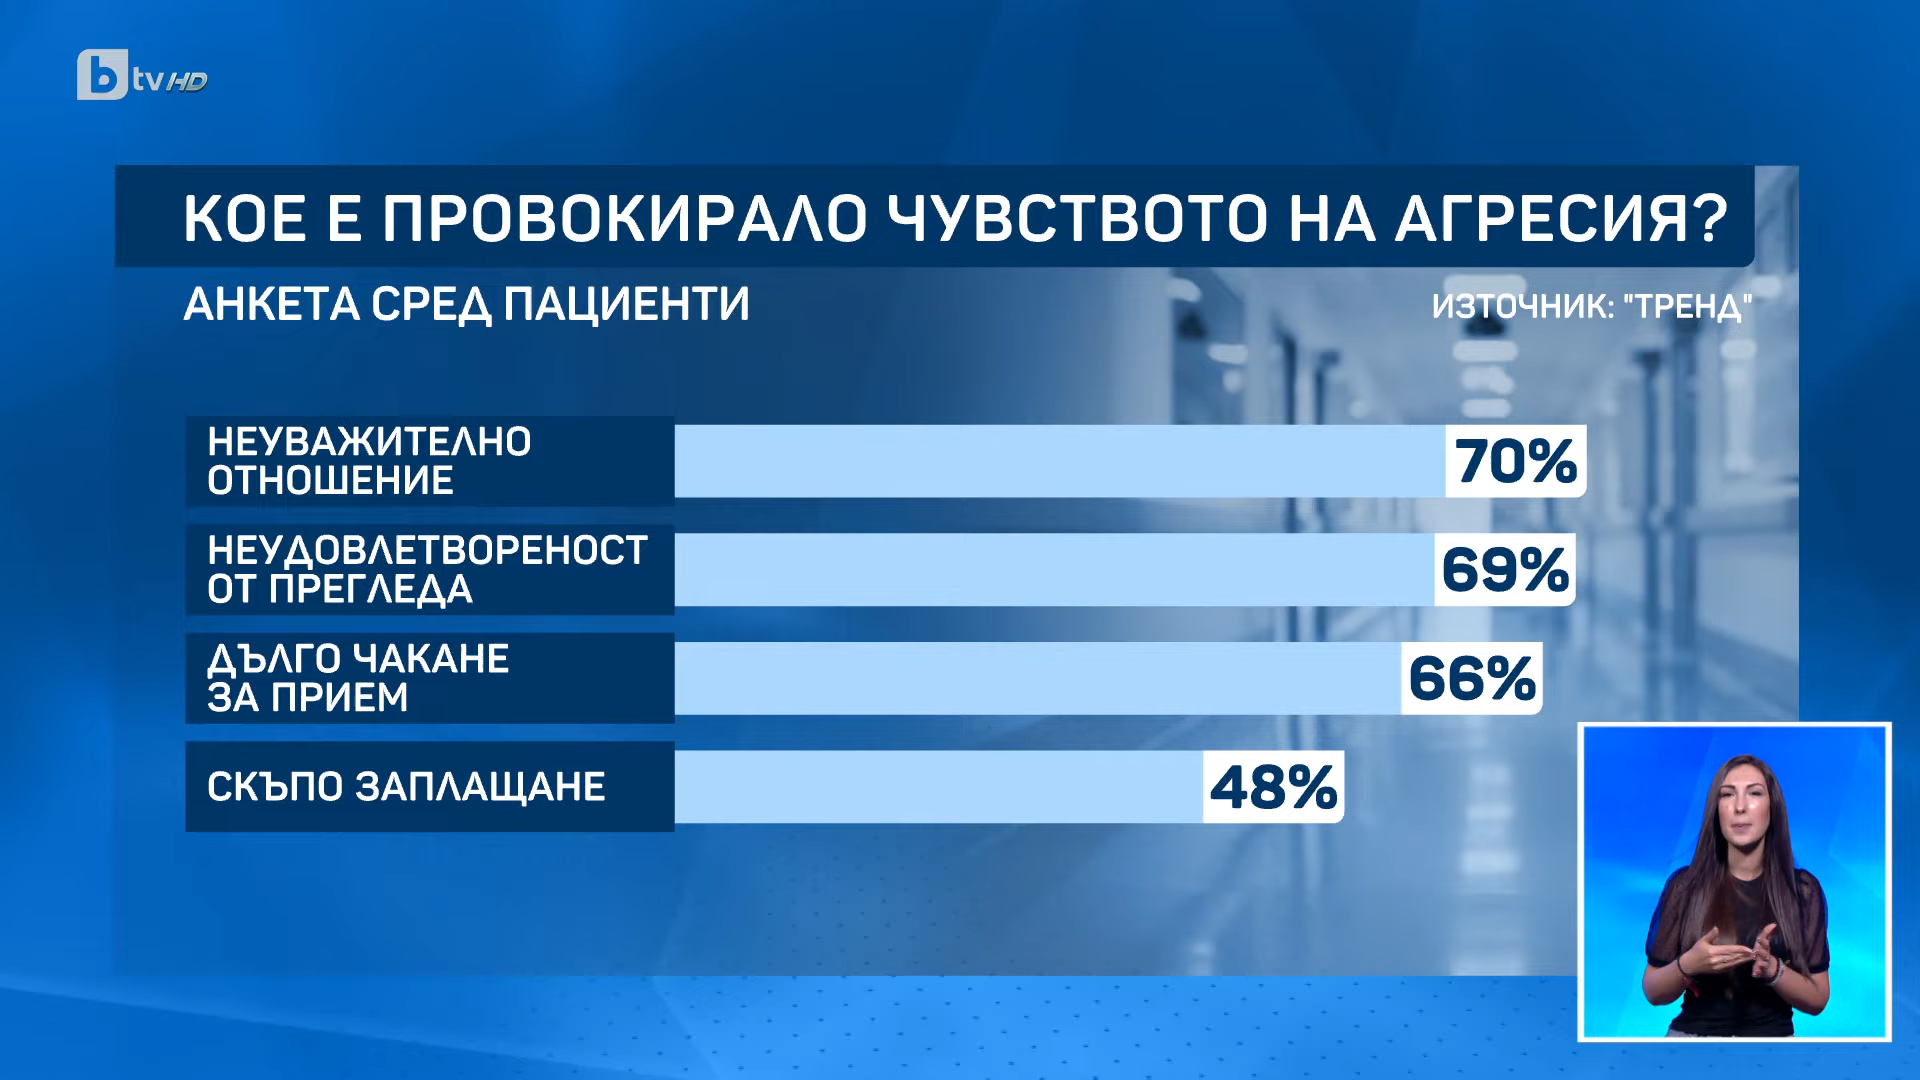 btv HD
КОЕ Е ПРОВОКИРАЛО ЧУВСТВОТО НА АГРЕСИЯ?
АНКЕТА СРЕД ПАЦИЕНТИ
ИЗТОЧНИК: "ТРЕНД"
НЕУВАЖИТЕЛНО
ОТНОШЕНИЕ
70%
НЕУДОВЛЕТВОРЕНОСТ
ОТ ПРЕГЛЕДА
69%
ДЪЛГО ЧАКАНЕ
ЗА ПРИЕМ
66%
СКЪПО ЗАПЛАЩАНЕ
48%